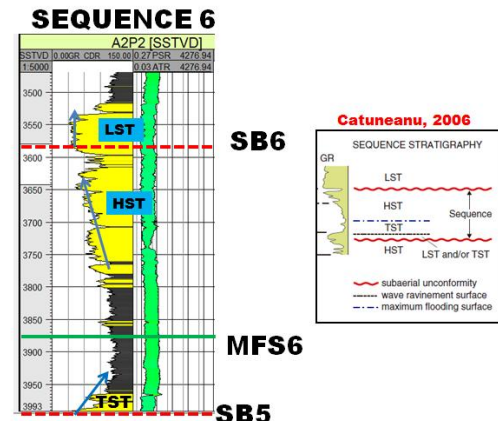 SEQUENCE 6
A2P2 [SSTVD]
SSTVD 0.00GR CDR 150.00 0.27 PSR 4276.94
1:5000 0.03 ATR 4276.94
3500
3550
LST
SB6
3600
3650
HST
3700
3750
3800
3850
MFS6
3900
3950
TST
3993
SB5
Catuneanu, 2006
SEQUENCE STRATIGRAPHY
GR
LST
HST
Sequence
TST
HST
LST and/or TST
subaerial unconformity
wave ravinement surface
maximum flooding surface